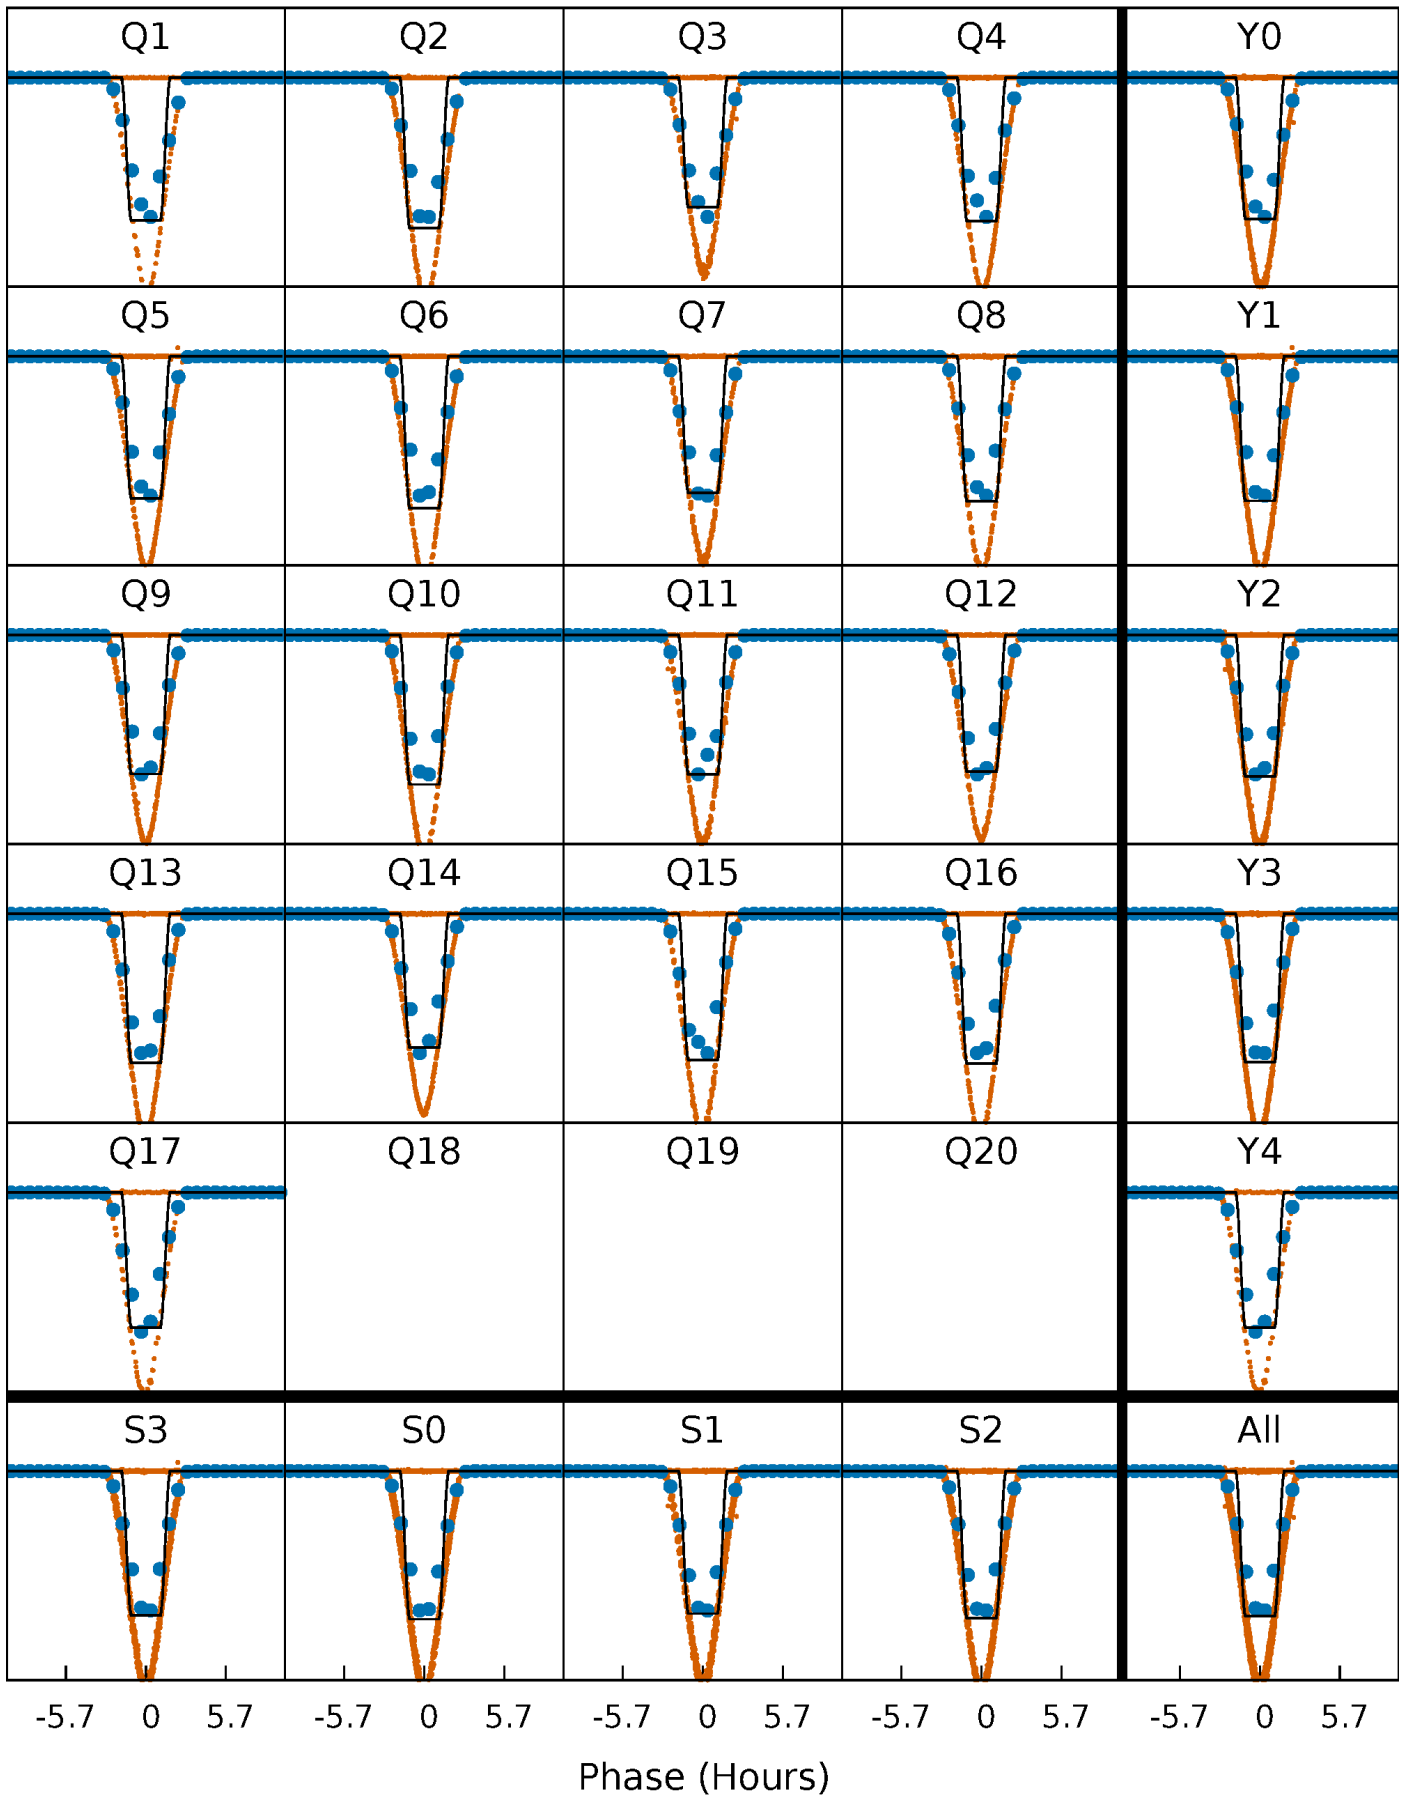 Q1 Q2 Q3 Q4 Y0
Q5 Q6 Q7 Q8 Y1
Q9 Q10 Q11 Q12 Y2
Q13 Q14 Q15 Q16 Y3
Q17 Q18 Q19 Q20 Y4
S3 S0 S1 S2 All
-5.7 0 5.7 -5.7 0 5.7 -5.7 0 5.7 -5.7 0 5.7 -5.7 0 5.7
Phase (Hours)